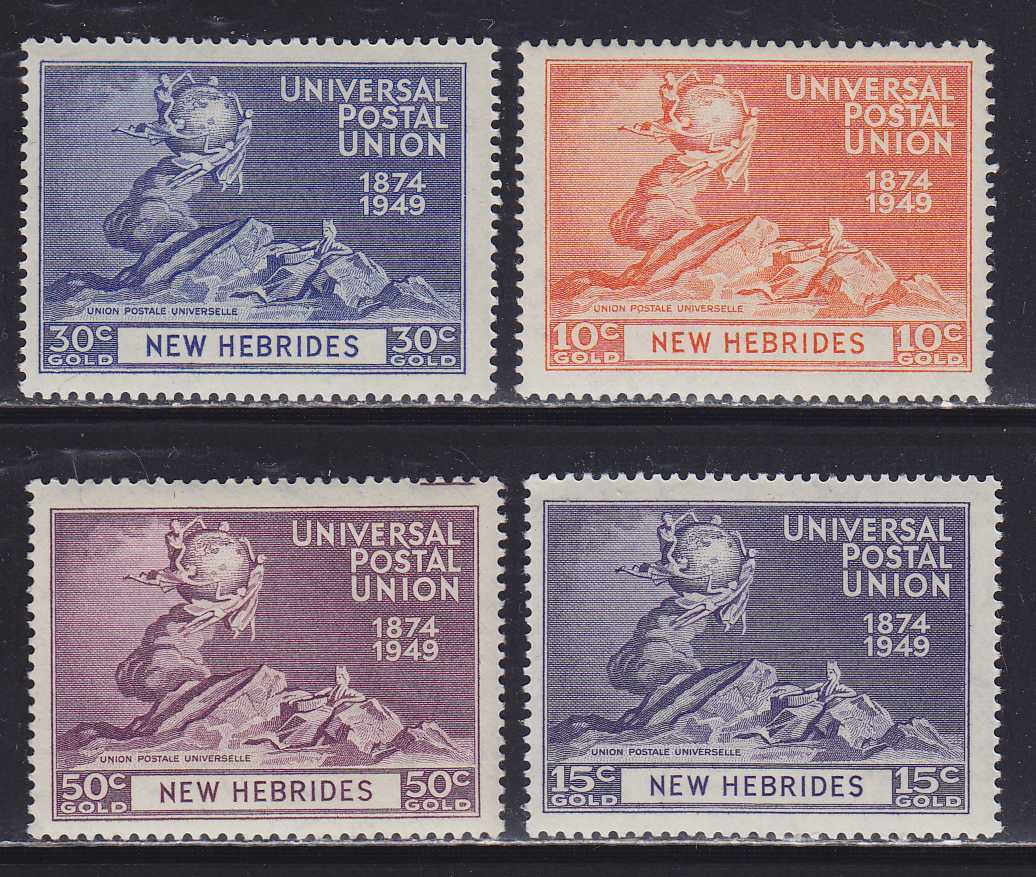 UNIVERSAL
POSTAL
UNION
1874
1949
UNION POSTALE UNIVERSELLE
30C GOLD NEW HEBRIDES 30C GOLD
UNIVERSAL
POSTAL
UNION
1874
1949
UNION POSTALE UNIVERSELLE
10C GOLD NEW HEBRIDES 10C GOLD
UNIVERSAL
POSTAL
UNION
1874
1949
UNION POSTALE UNIVERSELLE
50C GOLD NEW HEBRIDES 50C GOLD
UNIVERSAL
POSTAL
UNION
1874
1949
UNION POSTALE UNIVERSELLE
15C GOLD NEW HEBRIDES 15C GOLD